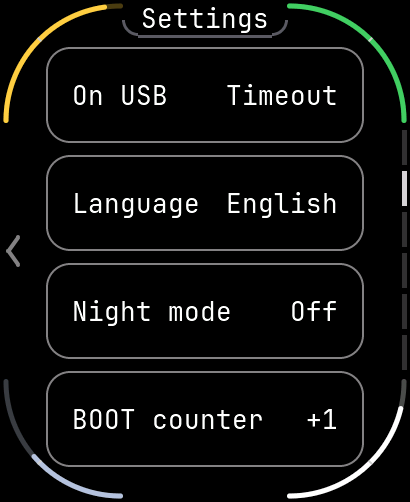 Settings
On USB Timeout
Language English
Night mode Off
BOOT counter +1